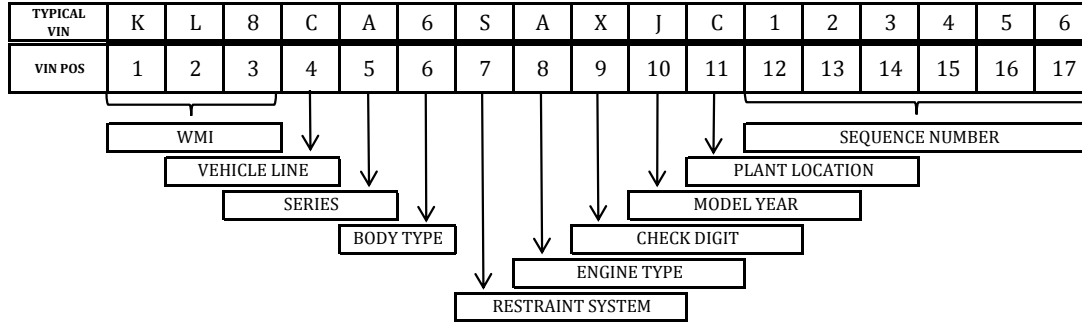 TYPICAL VIN K L 8 C A 6 S A X J C 1 2 3 4 5 6
VIN POS 1 2 3 4 5 6 7 8 9 10 11 12 13 14 15 16 17
WMI SEQUENCE NUMBER
VEHICLE LINE PLANT LOCATION
SERIES MODEL YEAR
BODY TYPE CHECK DIGIT
ENGINE TYPE
RESTRAINT SYSTEM